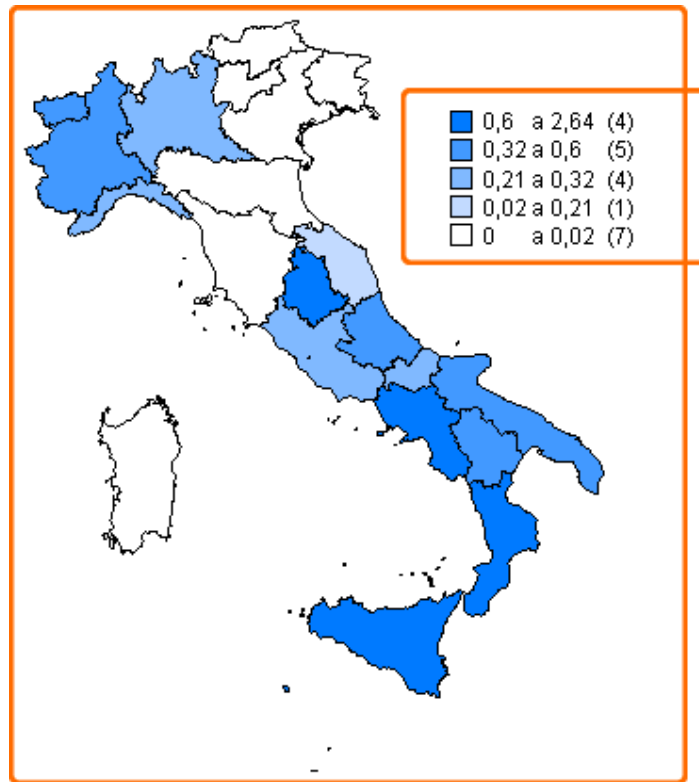 0,6 a 2,64 (4)
0,32 a 0,6 (5)
0,21 a 0,32 (4)
0,02 a 0,21 (1)
0 a 0,02 (7)